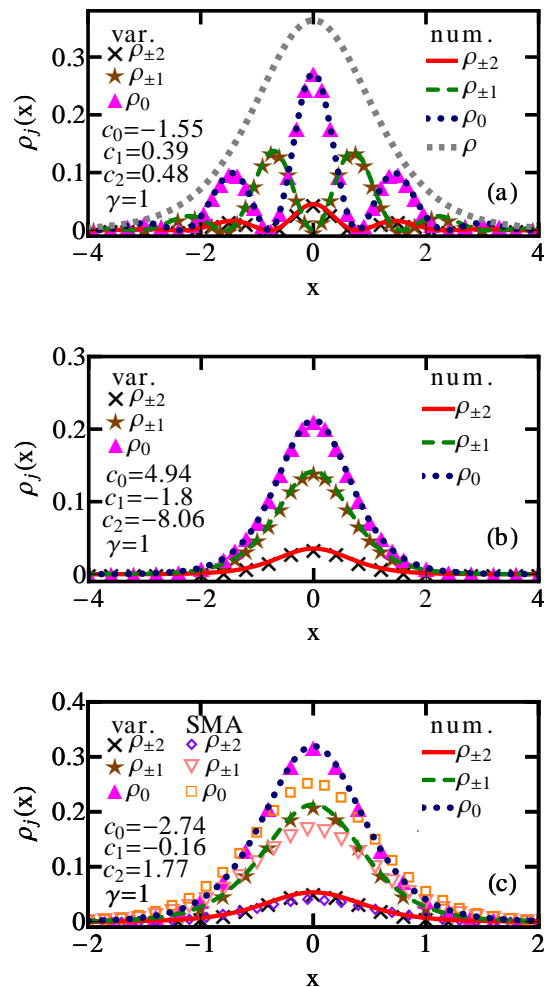 var. num.
ρ±2 ρ±2
ρ±1 ρ±1
ρ0 ρ0
ρ
c0=−1.55
c1=0.39
c2=0.48
γ=1
(a)
ρj(x)
0.3
0.2
0.1
0
−4 −2 0 2 4
x
var. num.
ρ±2 ρ±2
ρ±1 ρ±1
ρ0 ρ0
c0=4.94
c1=−1.8
c2=−8.06
γ=1
(b)
ρj(x)
0.3
0.2
0.1
0
−4 −2 0 2 4
x
var. SMA num.
ρ±2 ρ±2 ρ±2
ρ±1 ρ±1 ρ±1
ρ0 ρ0 ρ0
c0=−2.74
c1=−0.16
c2=1.77
γ=1
(c)
ρj(x)
0.4
0.3
0.2
0.1
0
−2 −1 0 1 2
x